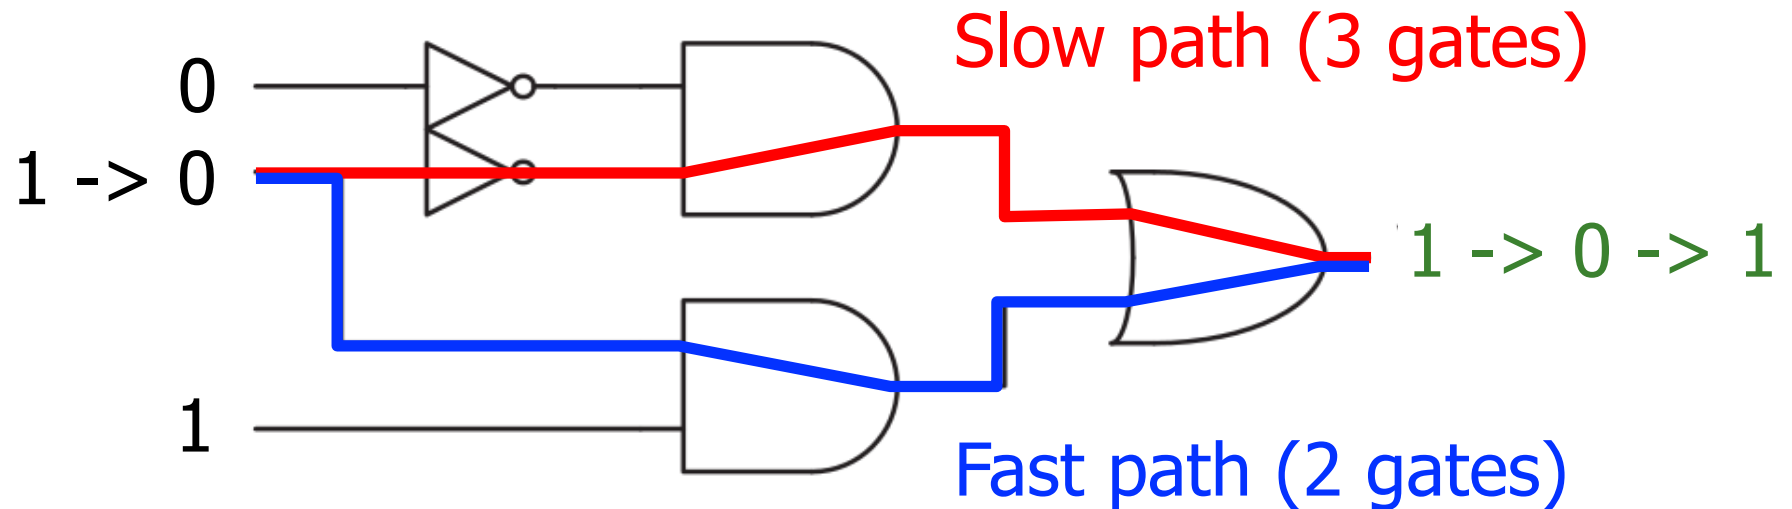 Slow path (3 gates)
0
1 -> 0
1 -> 0 -> 1
1
Fast path (2 gates)